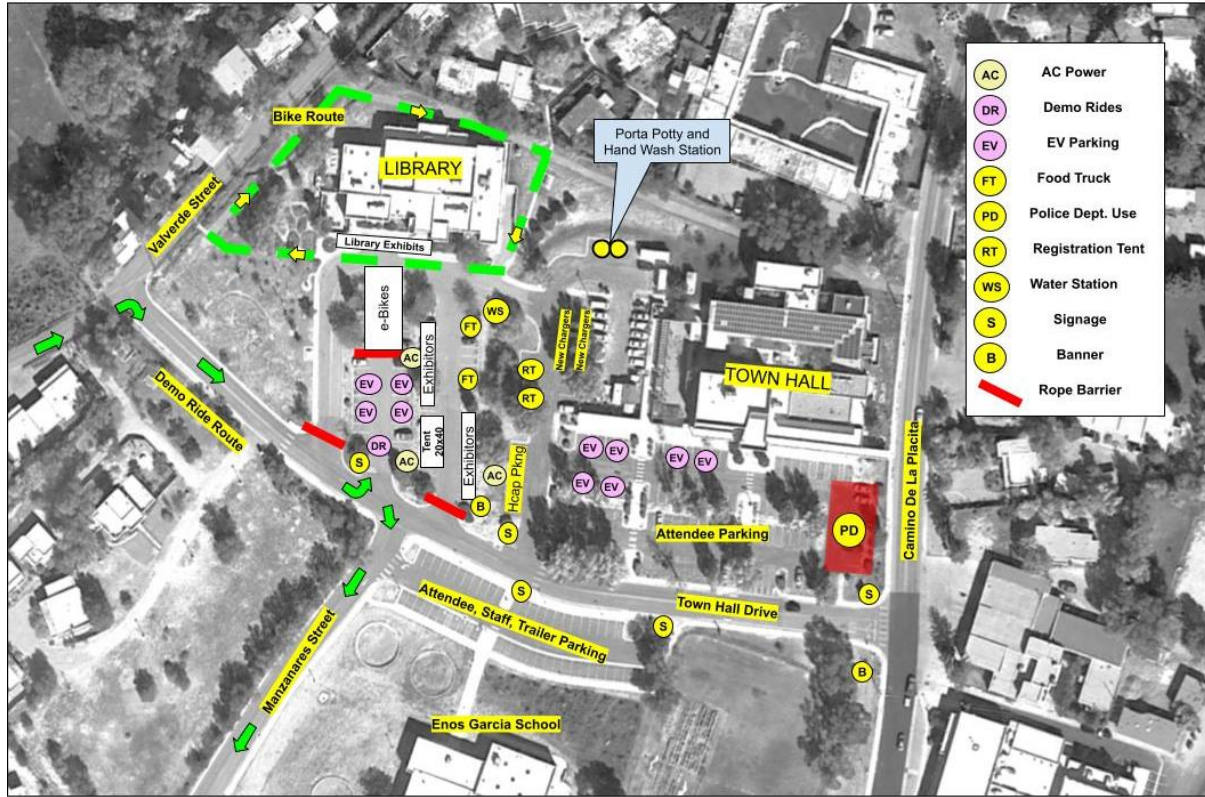 Bike Route
LIBRARY
Porta Potty and
Hand Wash Station
Valverde Street
Library Exhibits
e-Bikes
WS
FT
New Chargers
New Chargers
AC
Exhibitors
EV
EV
FT
RT
RT
TOWN HALL
EV
EV
Demo Ride Route
DR
Tent
20x40
Exhibitors
S
AC
AC
Hcap Pkng
B
S
EV
EV
EV
EV
EV
EV
Attendee Parking
PD
Camino De La Placita
S
Attendee, Staff, Trailer Parking
S
Town Hall Drive
S
B
Manzanares Street
Enos Garcia School
AC AC Power
DR Demo Rides
EV EV Parking
FT Food Truck
PD Police Dept. Use
RT Registration Tent
WS Water Station
S Signage
B Banner
Rope Barrier